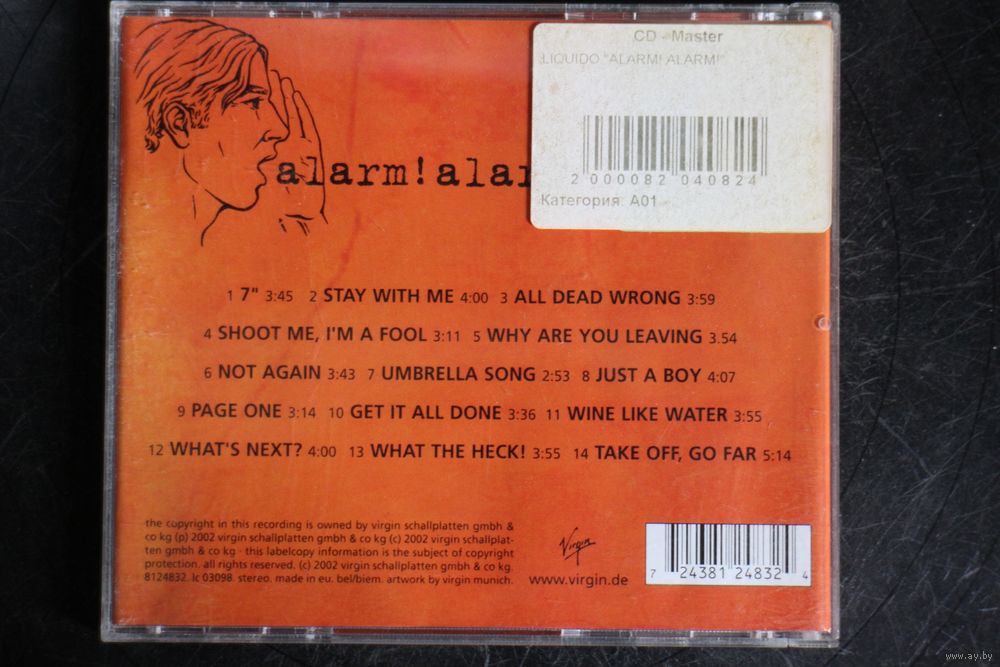 CD - Master
LIQUIDO "ALARM! ALARM!"
2 000082 040824
Категория: A01
alarm!alar
1 7" 3:45 2 STAY WITH ME 4:00 3 ALL DEAD WRONG 3:59
4 SHOOT ME, I'M A FOOL 3:11 5 WHY ARE YOU LEAVING 3.54
6 NOT AGAIN 3:43 7 UMBRELLA SONG 2:53 8 JUST A BOY 4:07
9 PAGE ONE 3:14 10 GET IT ALL DONE 3:36 11 WINE LIKE WATER 3:55
12 WHAT'S NEXT? 4:00 13 WHAT THE HECK! 3:55 14 TAKE OFF, GO FAR 5:14
the copyright in this recording is owned by virgin schallplatten gmbh &
co kg (p) 2002 virgin schallplatten gmbh & co kg (c) 2002 virgin schallplat-
ten gmbh & co kg · this labelcopy information is the subject of copyright
protection. all rights reserved. (c) 2002 virgin schallplatten gmbh & co kg.
8124832. lc 03098. stereo. made in eu. bel/biem. artwork by virgin munich.
Virgin
www.virgin.de
7 24381 24832 4
www.ay.by